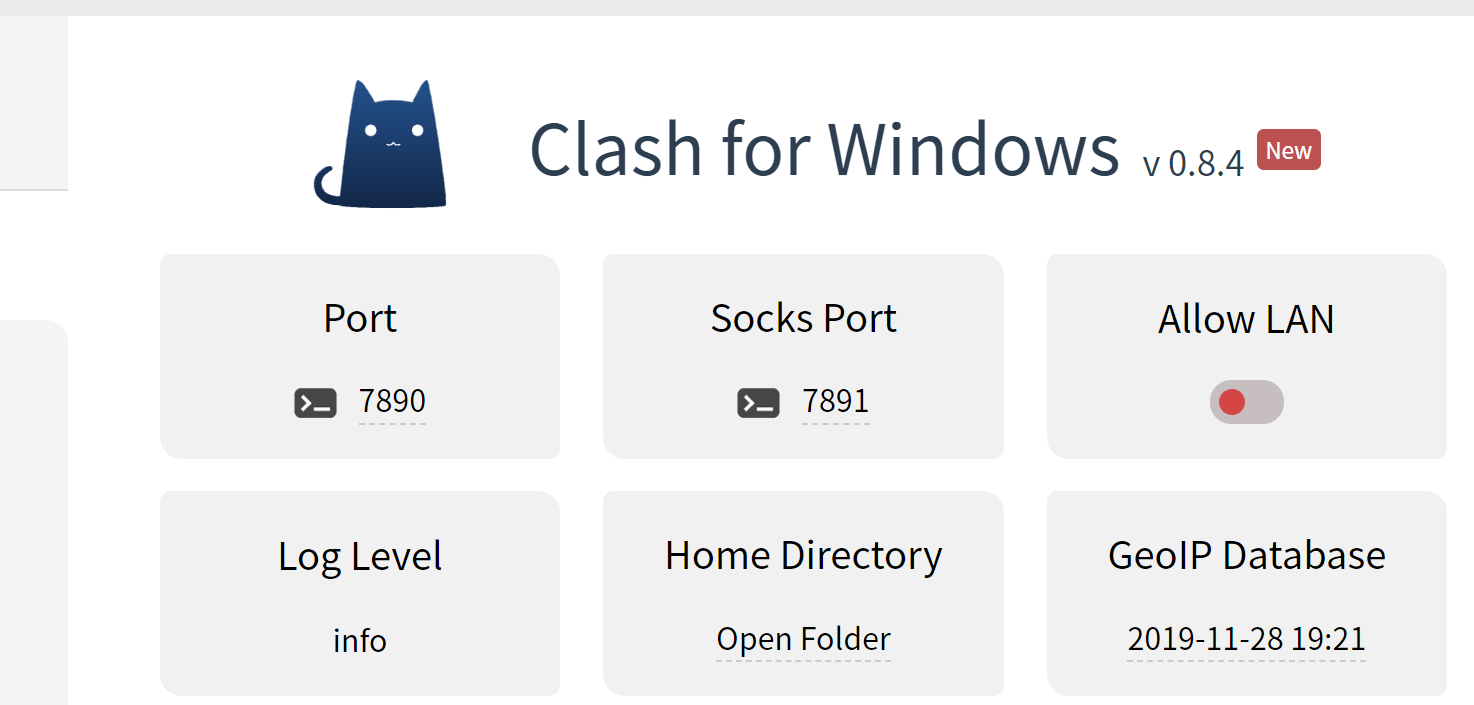 Clash for Windows v 0.8.4 New
Port
7890
Socks Port
7891
Allow LAN
Log Level
info
Home Directory
Open Folder
GeoIP Database
2019-11-28 19:21